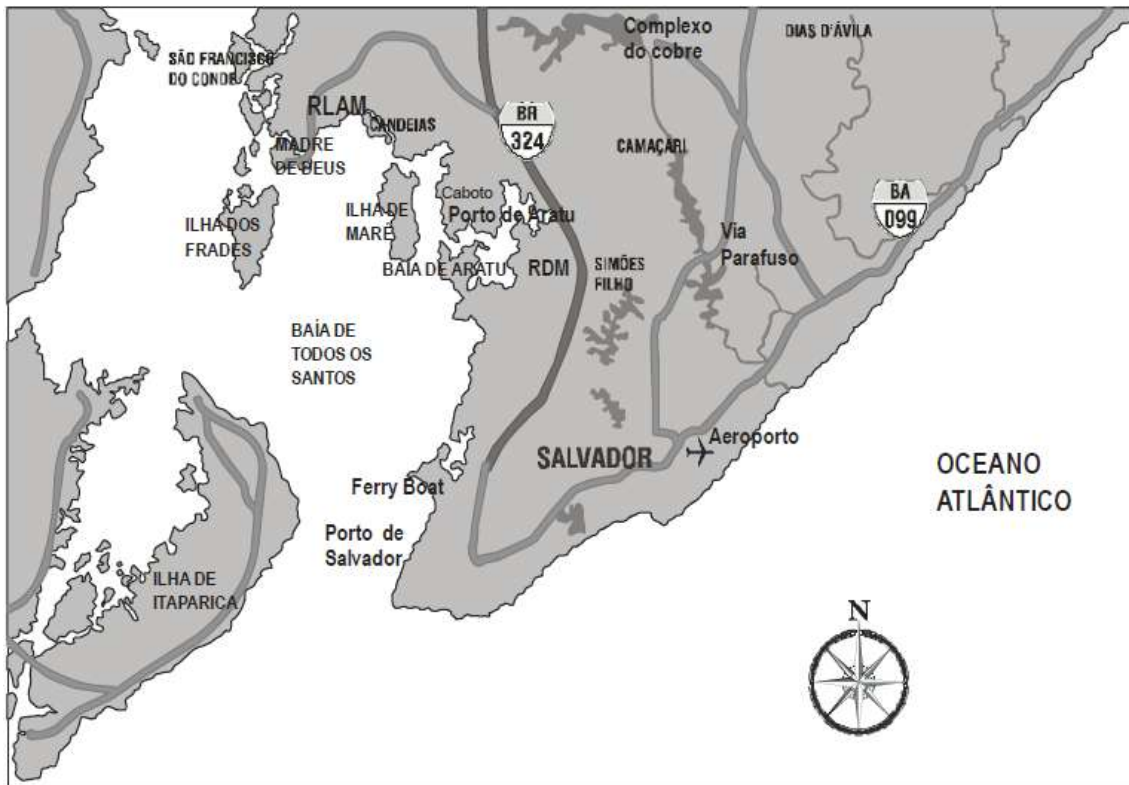 Complexo
do cobre
DIAS D'ÁVILA
SÃO FRANCISCO
DO CONDE
RLAM
CANDEIAS
BR
324
MADRE
DE DEUS
CAMAÇARI
BA
099
Caboto
Porto de Aratu
ILHA DE
MARÉ
ILHA DOS
FRADES
Via
Parafuso
BAÍA DE ARATU
RDM
SIMÕES
FILHO
BAÍA DE
TODOS OS
SANTOS
Aeroporto
SALVADOR
OCEANO
ATLÂNTICO
Ferry Boat
Porto de
Salvador
ILHA DE
ITAPARICA
N